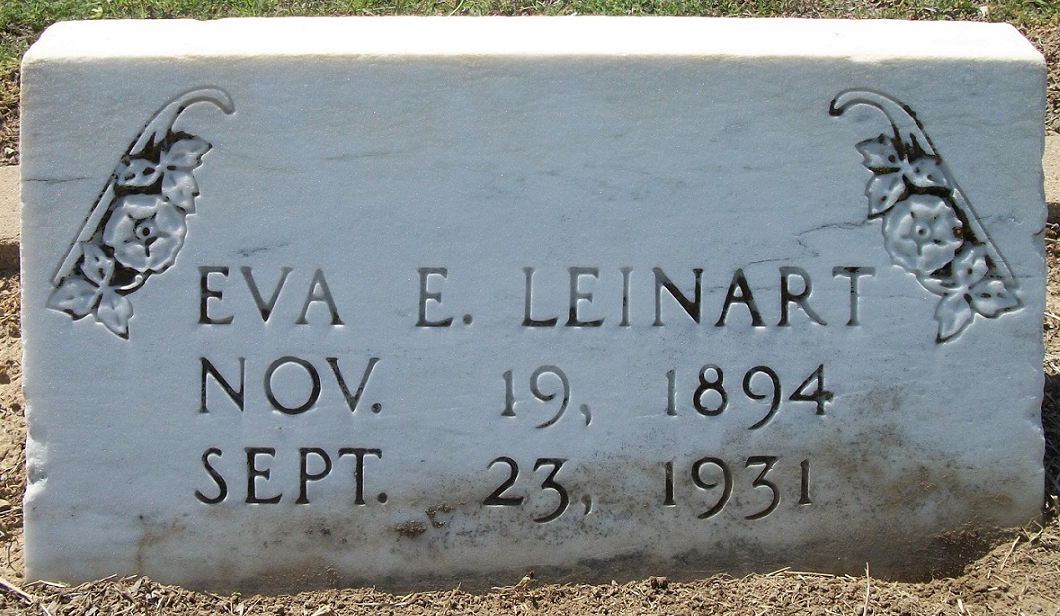 EVA E. LEINART
NOV. 19, 1894
SEPT. 23, 1931